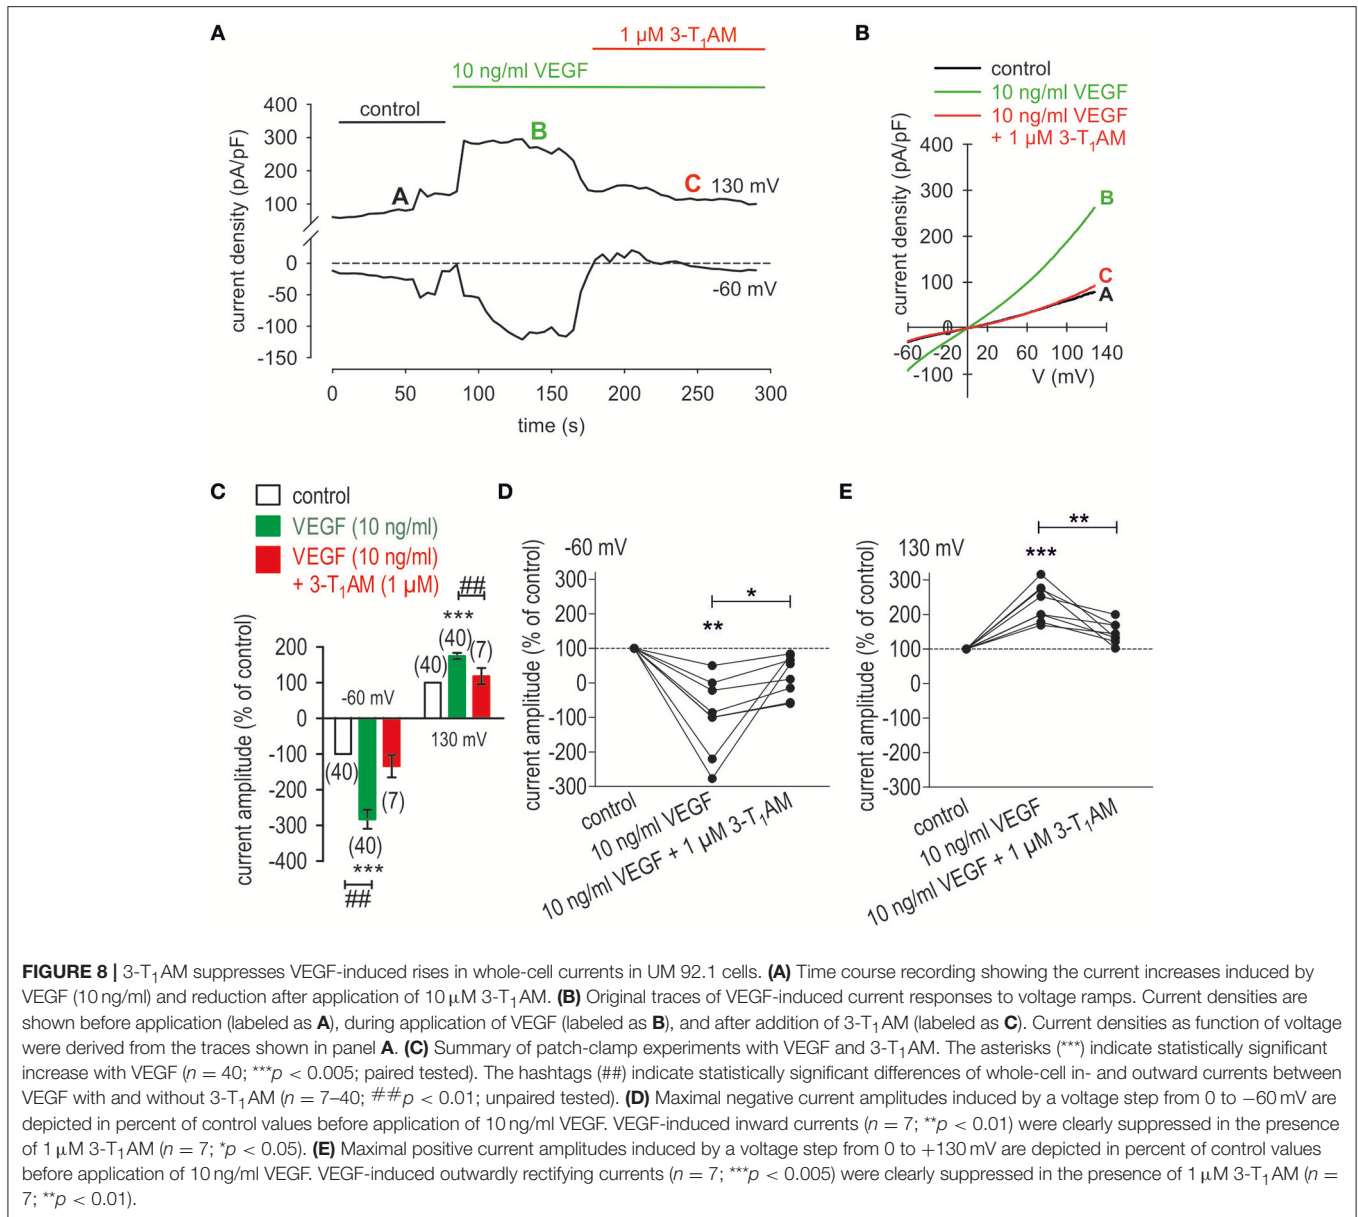 A
1 µM 3-T1AM
10 ng/ml VEGF
control
current density (pA/pF)
400
300
200
100
0
-50
-100
-150
A
B
C
130 mV
-60 mV
0 50 100 150 200 250 300
time (s)
B
control
10 ng/ml VEGF
10 ng/ml VEGF
+ 1 µM 3-T1AM
current density (pA/pF)
400
300
200
100
0
-100
-60 -20 20 60 100 140
V (mV)
B
C
A
C
control
VEGF (10 ng/ml)
VEGF (10 ng/ml)
+ 3-T1AM (1 µM)
current amplitude (% of control)
200
100
0
-100
-200
-300
-400
##
***
(40) (40) (7)
-60 mV
130 mV
(40)
(7)
(40)
***
##
D
-60 mV
current amplitude (% of control)
300
200
100
0
-100
-200
-300
*
**
control
10 ng/ml VEGF
10 ng/ml VEGF + 1 µM 3-T1AM
E
130 mV
current amplitude (% of control)
300
200
100
0
-100
-200
-300
**
***
control
10 ng/ml VEGF
10 ng/ml VEGF + 1 µM 3-T1AM
FIGURE 8 | 3-T1AM suppresses VEGF-induced rises in whole-cell currents in UM 92.1 cells. (A) Time course recording showing the current increases induced by
VEGF (10 ng/ml) and reduction after application of 10 µM 3-T1AM. (B) Original traces of VEGF-induced current responses to voltage ramps. Current densities are
shown before application (labeled as A), during application of VEGF (labeled as B), and after addition of 3-T1AM (labeled as C). Current densities as function of voltage
were derived from the traces shown in panel A. (C) Summary of patch-clamp experiments with VEGF and 3-T1AM. The asterisks (***) indicate statistically significant
increase with VEGF (n = 40; ***p < 0.005; paired tested). The hashtags (##) indicate statistically significant differences of whole-cell in- and outward currents between
VEGF with and without 3-T1AM (n = 7–40; ##p < 0.01; unpaired tested). (D) Maximal negative current amplitudes induced by a voltage step from 0 to −60 mV are
depicted in percent of control values before application of 10 ng/ml VEGF. VEGF-induced inward currents (n = 7; **p < 0.01) were clearly suppressed in the presence
of 1 µM 3-T1AM (n = 7; *p < 0.05). (E) Maximal positive current amplitudes induced by a voltage step from 0 to +130 mV are depicted in percent of control values
before application of 10 ng/ml VEGF. VEGF-induced outwardly rectifying currents (n = 7; ***p < 0.005) were clearly suppressed in the presence of 1 µM 3-T1AM (n =
7; **p < 0.01).